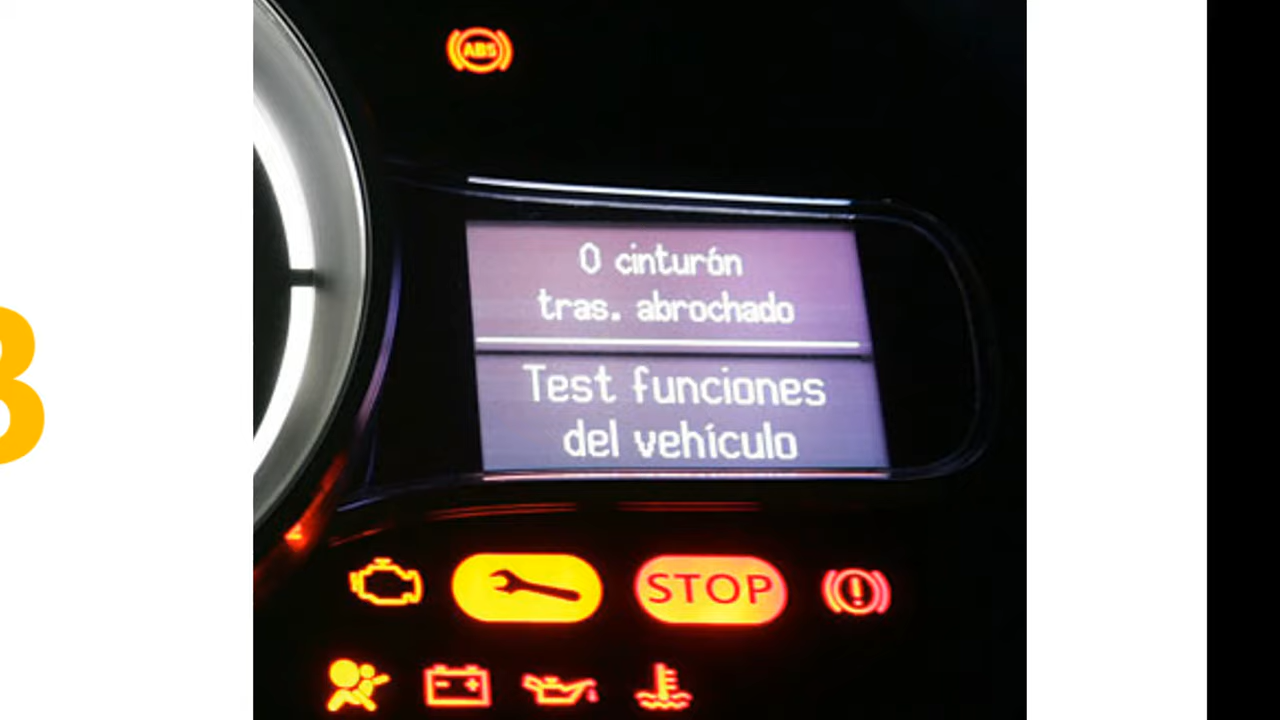 ABS
0 cinturón
tras. abrochado
Test funciones
del vehículo
STOP